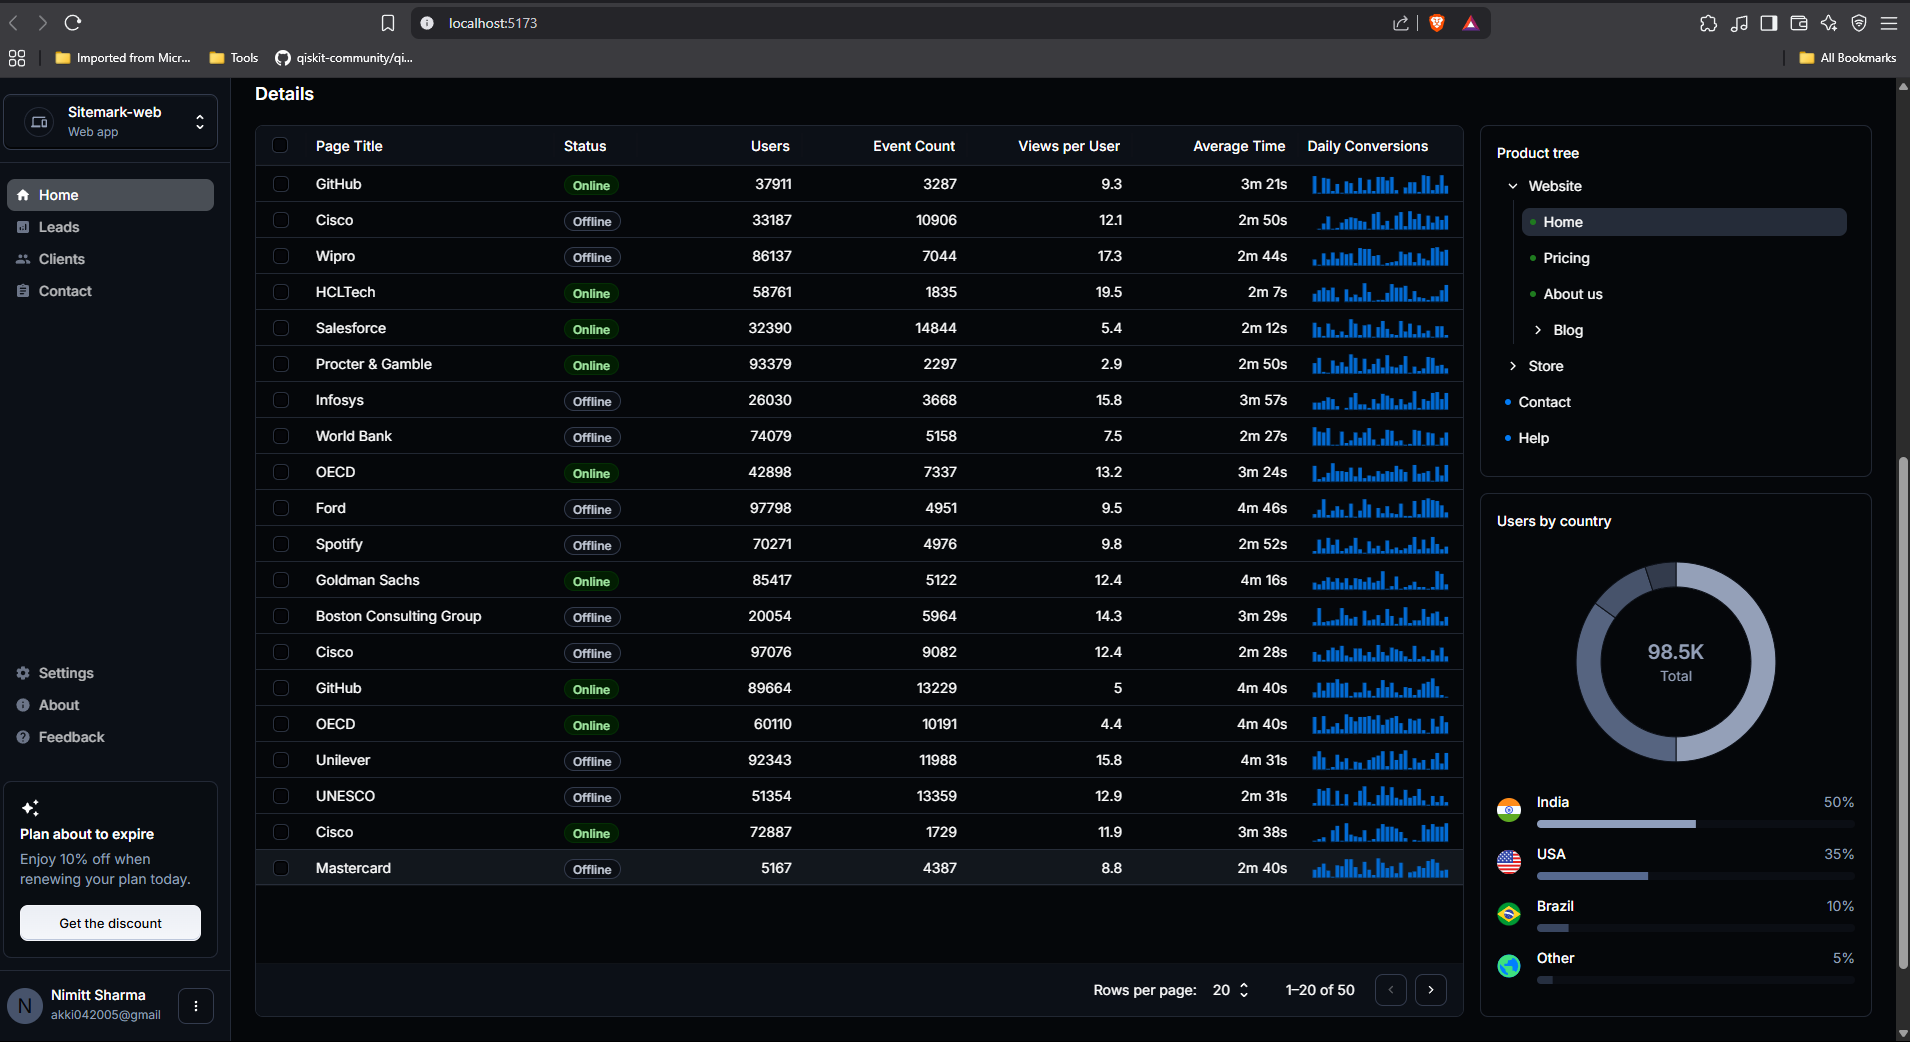 localhost:5173
Imported from Micr...
Tools
qiskit-community/qi...
All Bookmarks
Sitemark-web
Web app
Home
Leads
Clients
Contact
Settings
About
Feedback
Plan about to expire
Enjoy 10% off when
renewing your plan today.
Get the discount
N
Nimitt Sharma
akki042005@gmail
Details
Page Title Status Users Event Count Views per User Average Time Daily Conversions
GitHub Online 37911 3287 9.3 3m 21s
Cisco Offline 33187 10906 12.1 2m 50s
Wipro Offline 86137 7044 17.3 2m 44s
HCLTech Online 58761 1835 19.5 2m 7s
Salesforce Online 32390 14844 5.4 2m 12s
Procter & Gamble Online 93379 2297 2.9 2m 50s
Infosys Offline 26030 3668 15.8 3m 57s
World Bank Offline 74079 5158 7.5 2m 27s
OECD Online 42898 7337 13.2 3m 24s
Ford Offline 97798 4951 9.5 4m 46s
Spotify Offline 70271 4976 9.8 2m 52s
Goldman Sachs Online 85417 5122 12.4 4m 16s
Boston Consulting Group Offline 20054 5964 14.3 3m 29s
Cisco Offline 97076 9082 12.4 2m 28s
GitHub Online 89664 13229 5 4m 40s
OECD Online 60110 10191 4.4 4m 40s
Unilever Offline 92343 11988 15.8 4m 31s
UNESCO Offline 51354 13359 12.9 2m 31s
Cisco Online 72887 1729 11.9 3m 38s
Mastercard Offline 5167 4387 8.8 2m 40s
Rows per page: 20 1–20 of 50
Product tree
Website
Home
Pricing
About us
Blog
Store
Contact
Help
Users by country
98.5K
Total
India 50%
USA 35%
Brazil 10%
Other 5%